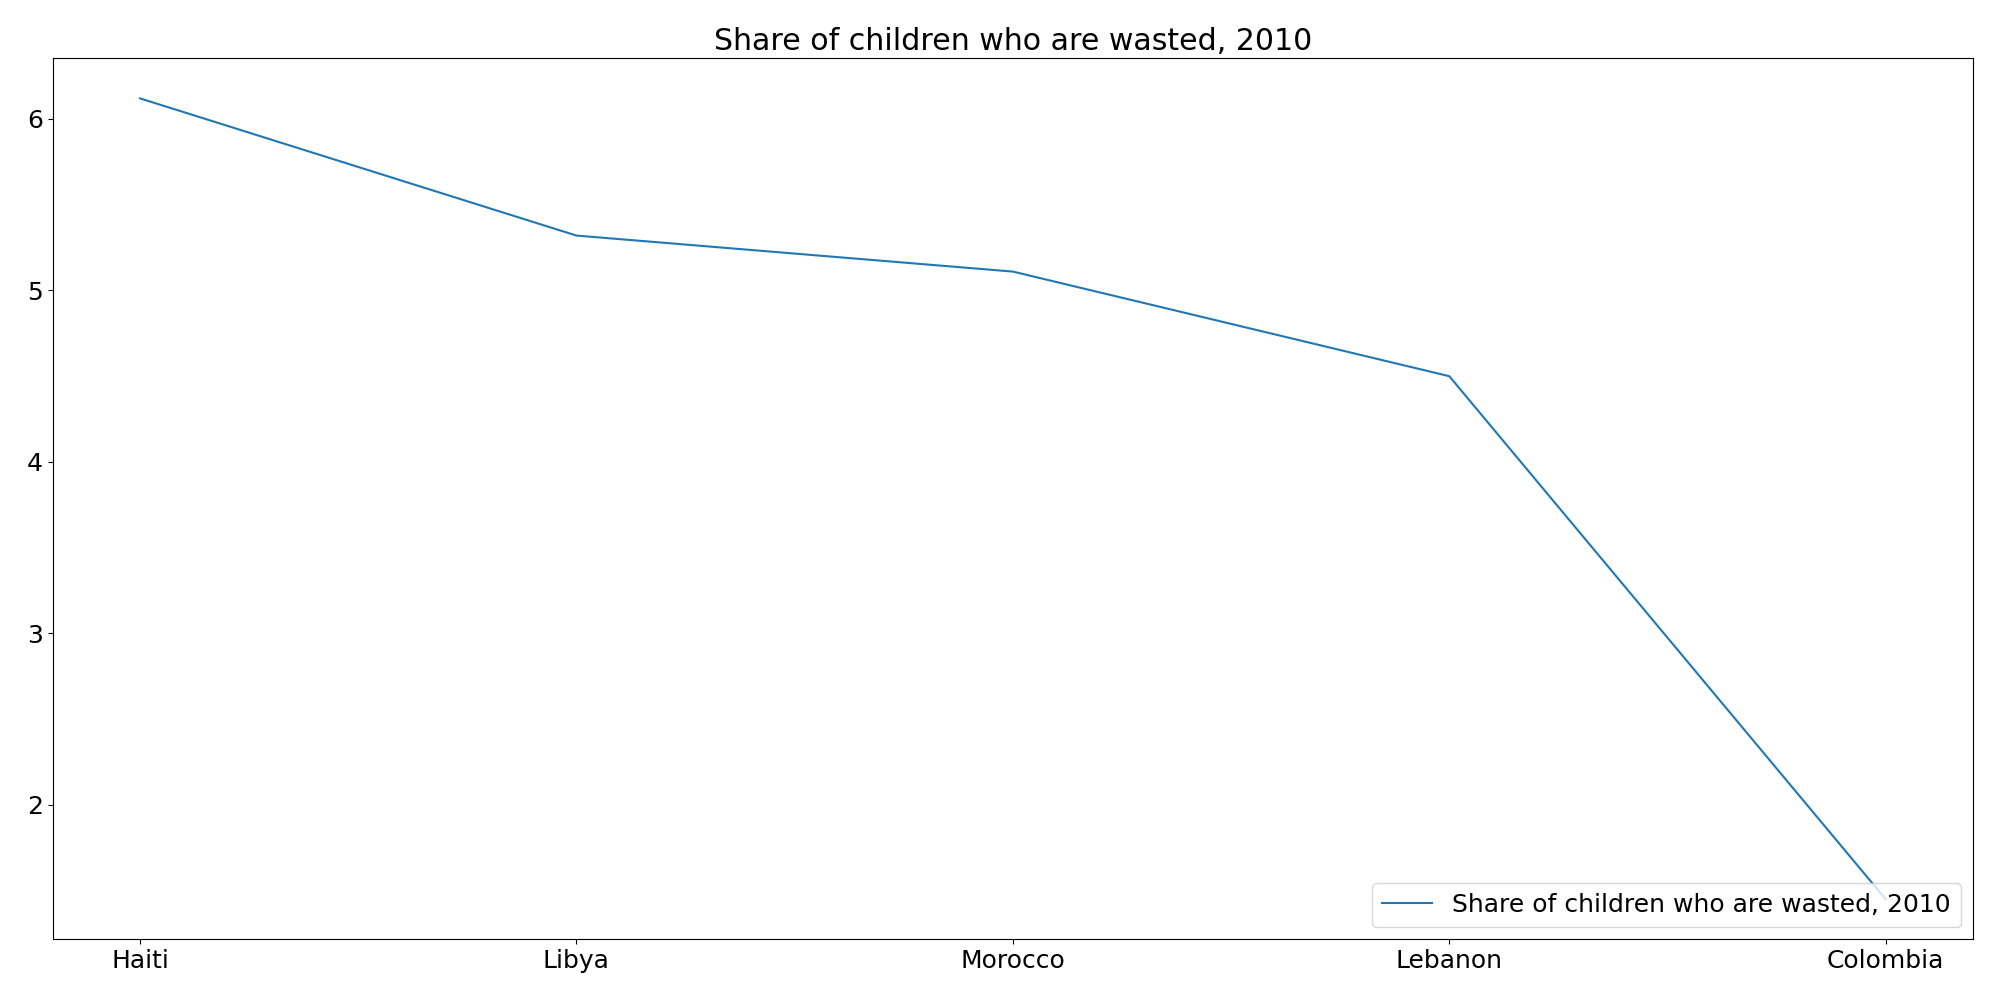 Share of children who are wasted, 2010
6
5
4
3
2
Share of children who are wasted, 2010
Haiti Libya Morocco Lebanon Colombia